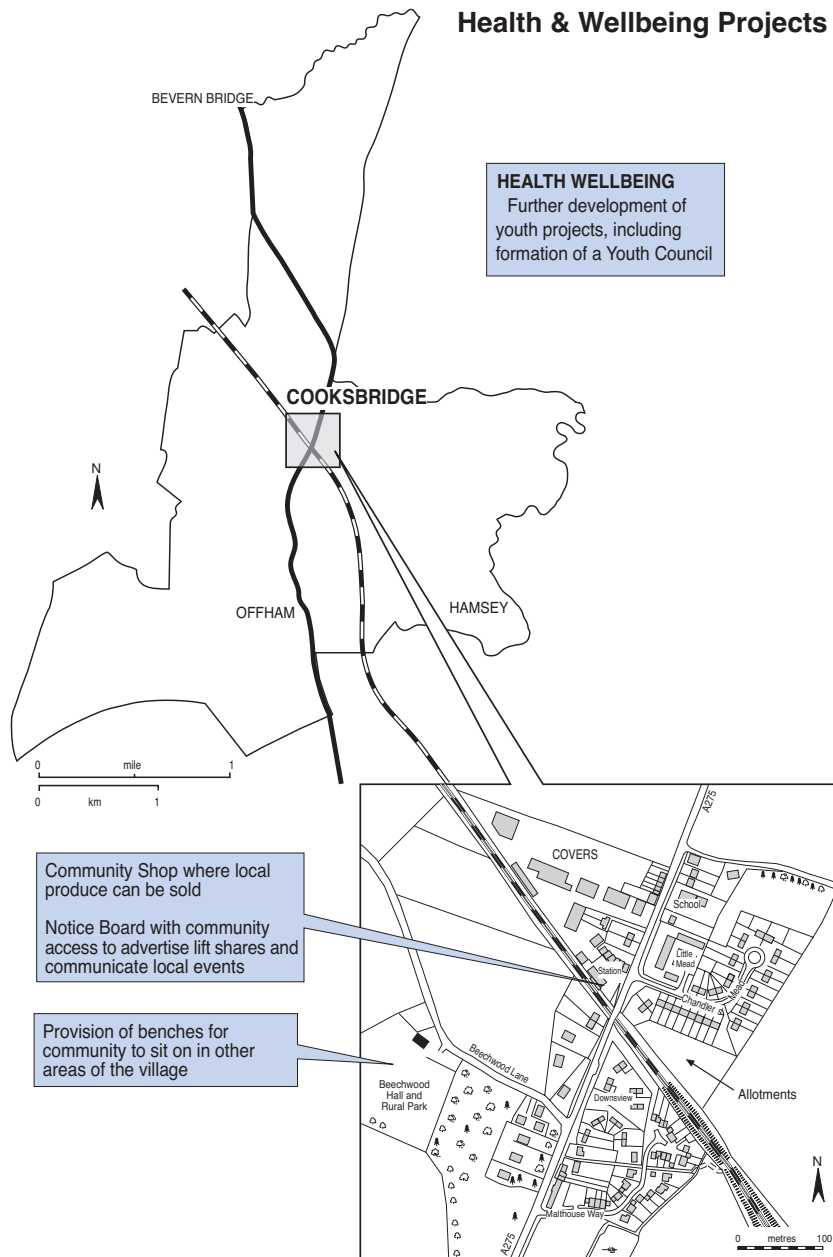 Health & Wellbeing Projects
BEVERN BRIDGE
HEALTH WELLBEING
Further development of
youth projects, including
formation of a Youth Council
COOKSBRIDGE
N
OFFHAM
HAMSEY
0 mile 1
0 km 1
A275
COVERS
Community Shop where local
produce can be sold
Notice Board with community
access to advertise lift shares and
communicate local events
School
Little
Mead
Station
Chandlers
Mead
Provision of benches for
community to sit on in other
areas of the village
Beechwood Lane
Beechwood
Hall and
Rural Park
Downsview
Allotments
N
Malthouse Way
A275
0 metres 100